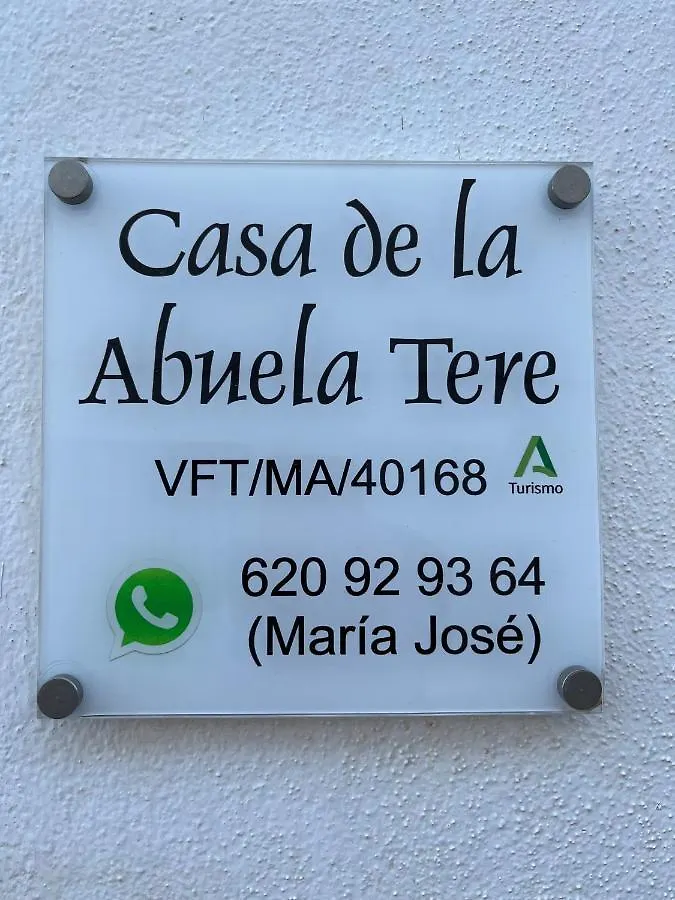 Casa de la
Abuela Tere
VFT/MA/40168
Turismo
620 92 93 64
(María José)